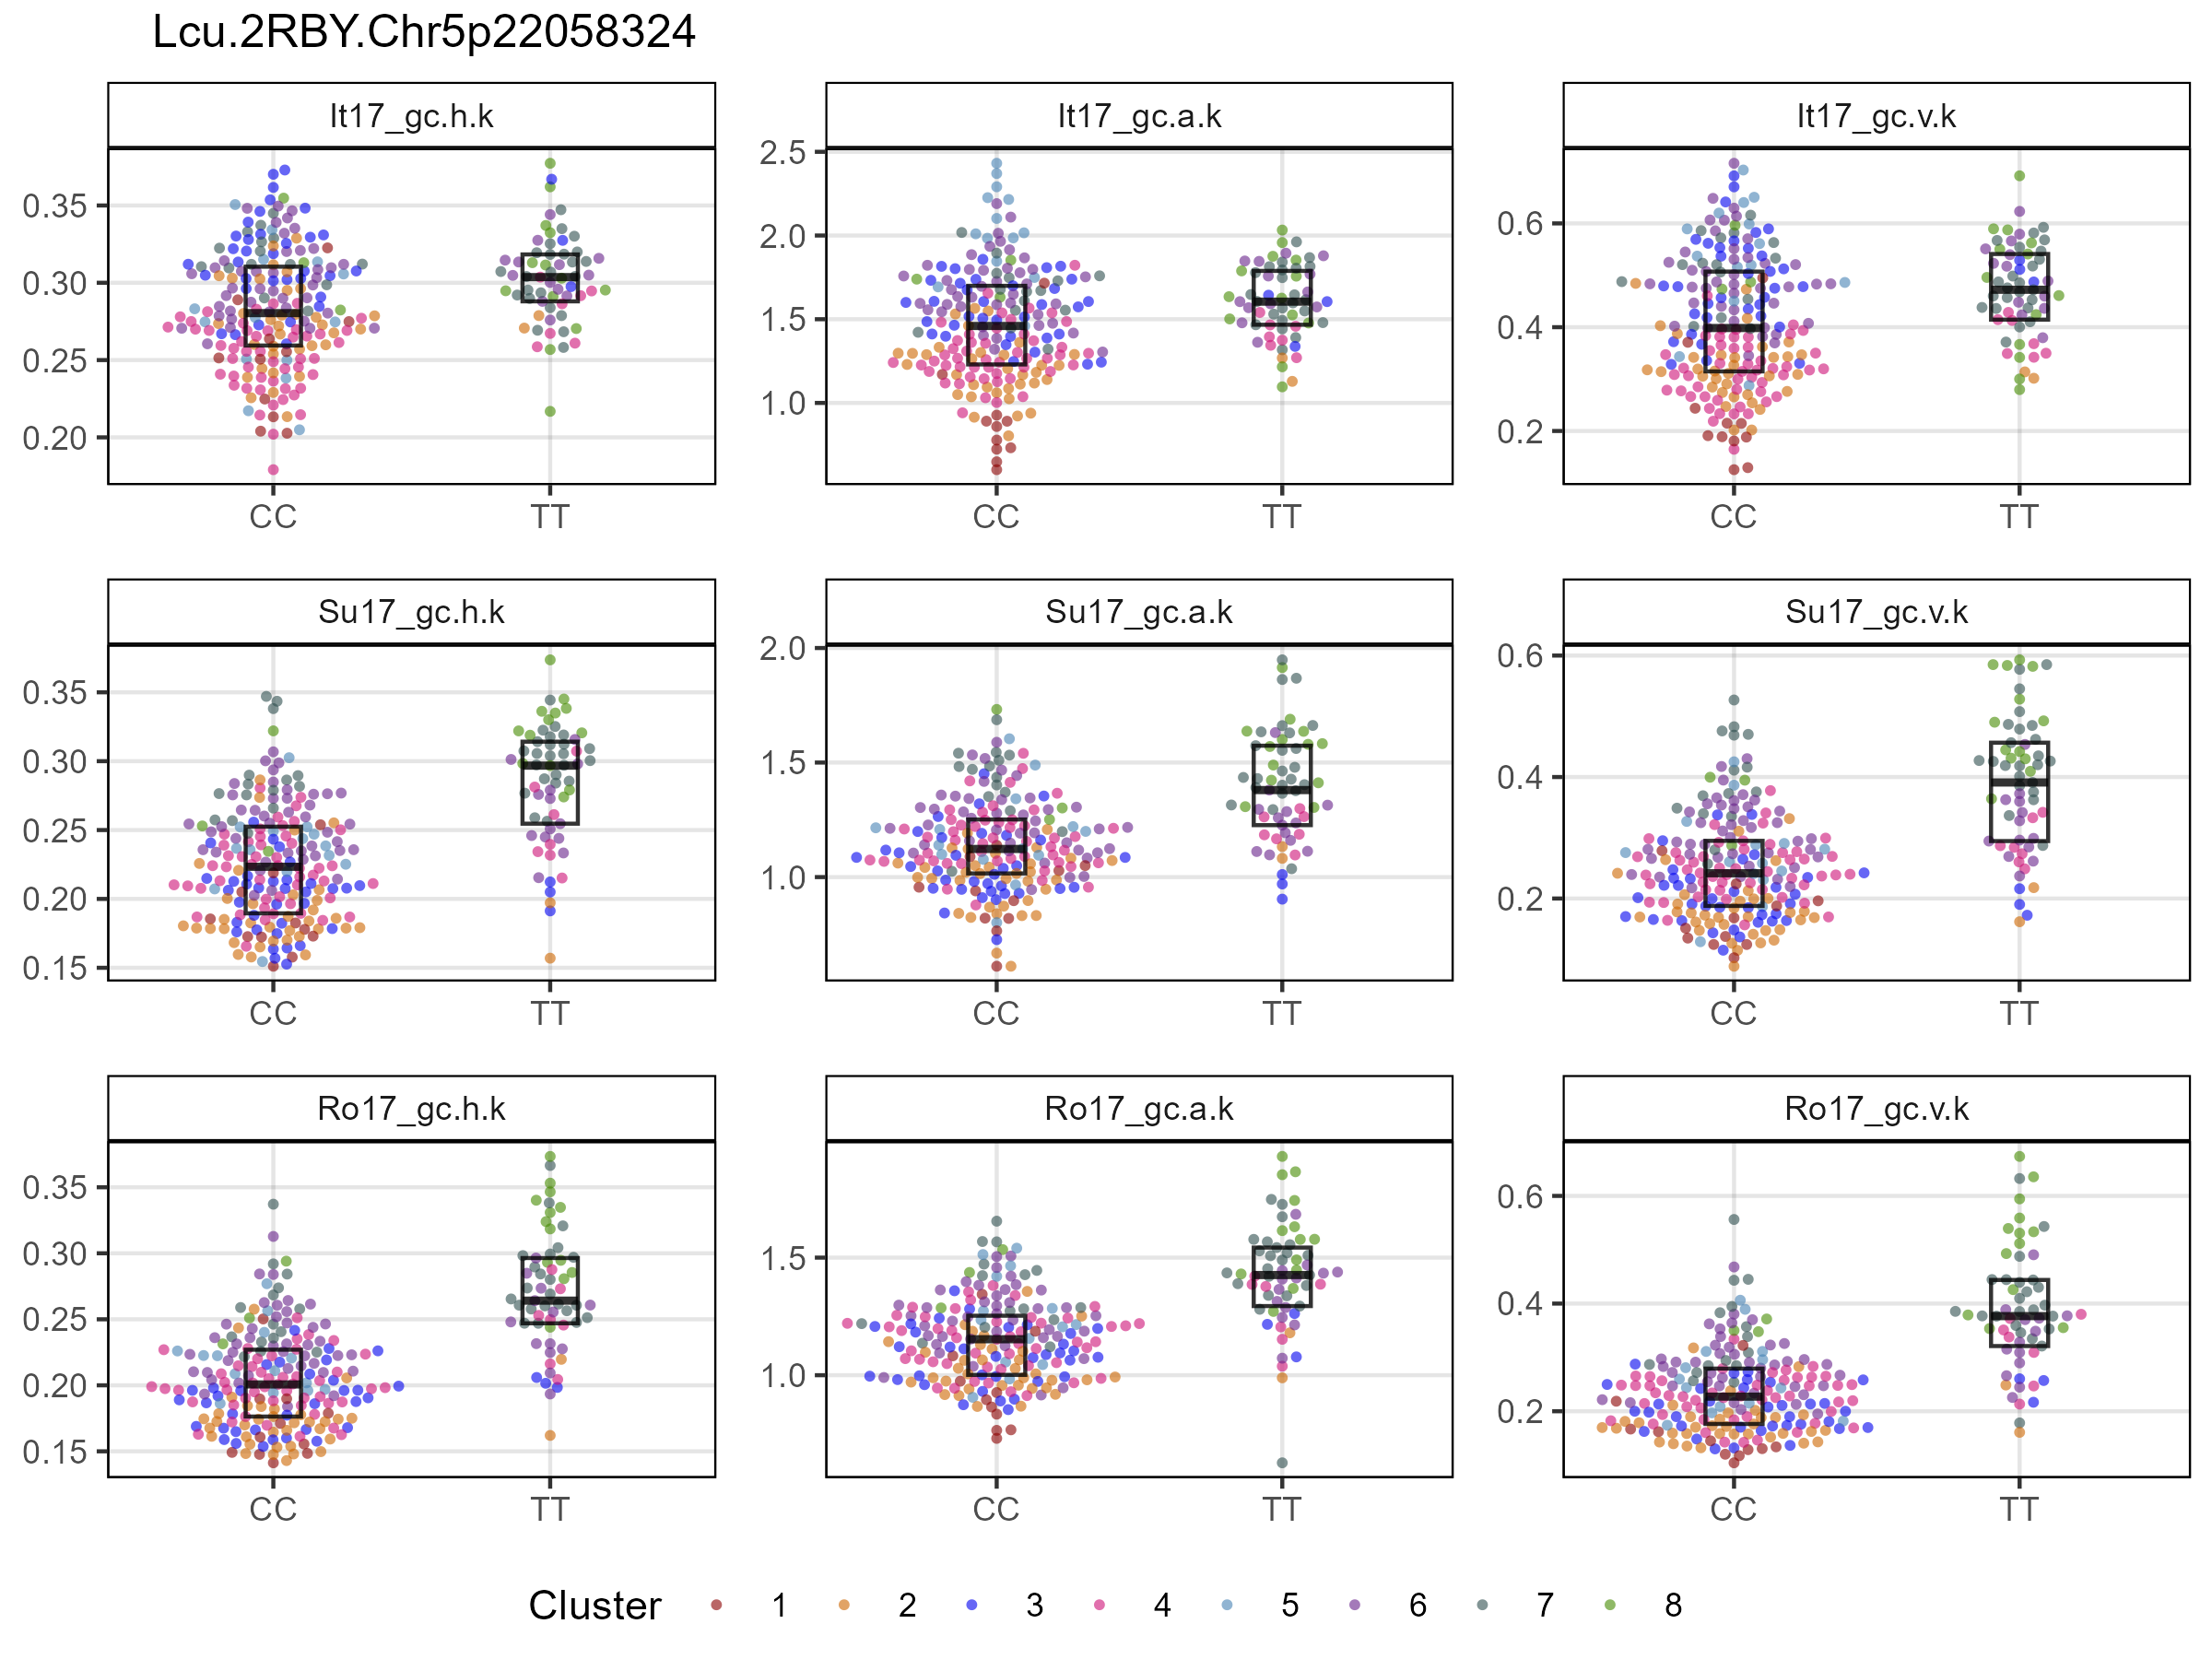 Lcu.2RBY.Chr5p22058324
It17_gc.h.k
0.35
0.30
0.25
0.20
CC TT
It17_gc.a.k
2.5
2.0
1.5
1.0
CC TT
It17_gc.v.k
0.6
0.4
0.2
CC TT
Su17_gc.h.k
0.35
0.30
0.25
0.20
0.15
CC TT
Su17_gc.a.k
2.0
1.5
1.0
CC TT
Su17_gc.v.k
0.6
0.4
0.2
CC TT
Ro17_gc.h.k
0.35
0.30
0.25
0.20
0.15
CC TT
Ro17_gc.a.k
1.5
1.0
CC TT
Ro17_gc.v.k
0.6
0.4
0.2
CC TT
Cluster 1 2 3 4 5 6 7 8